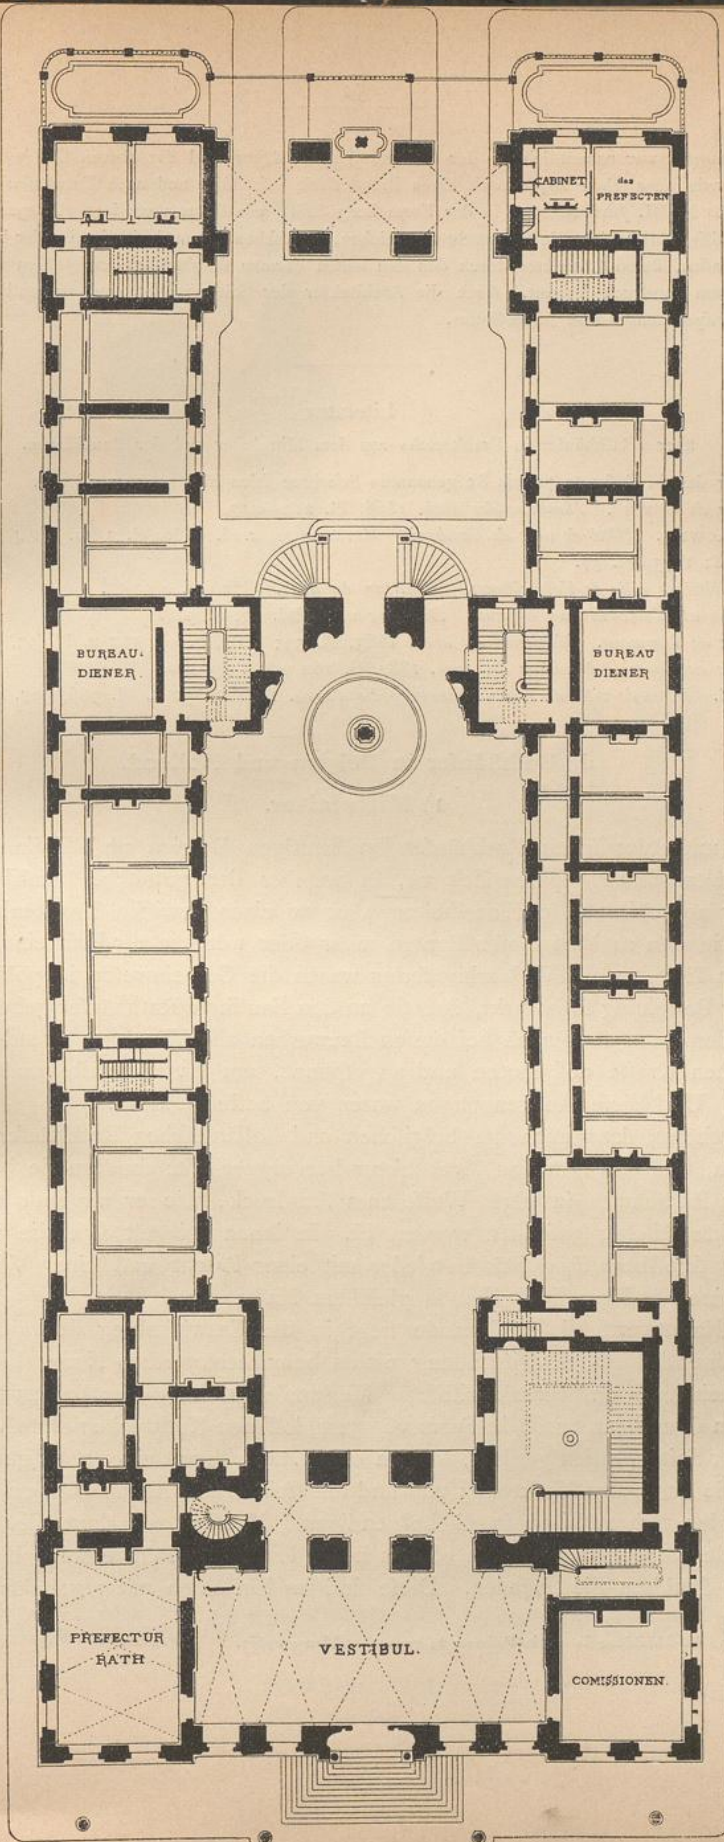 CABINET
des
PREFECTEN
BUREAU-
DIENER.
BUREAU
DIENER
PREFECTUR
RATH
VESTIBUL.
COMISSIONEN.